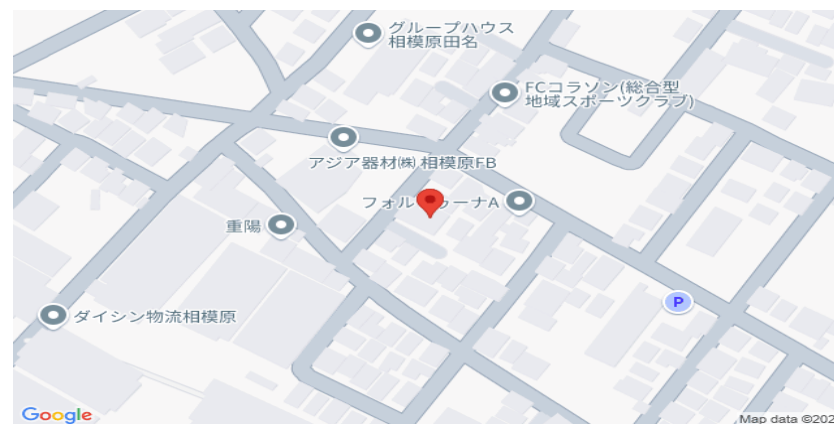 グループハウス
相模原田名
FCコラソン(総合型
地域スポーツクラブ)
アジア器材㈱ 相模原FB
フォル ゥーナA
重陽
P
ダイシン物流相模原
Google
Map data ©202